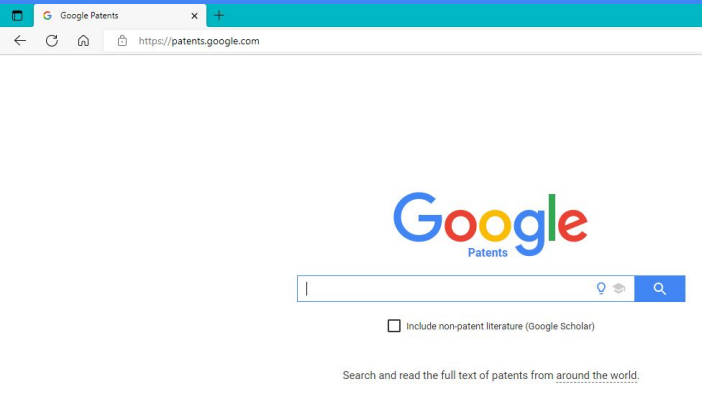 Google Patents
https://patents.google.com
Google
Patents
Include non-patent literature (Google Scholar)
Search and read the full text of patents from around the world.